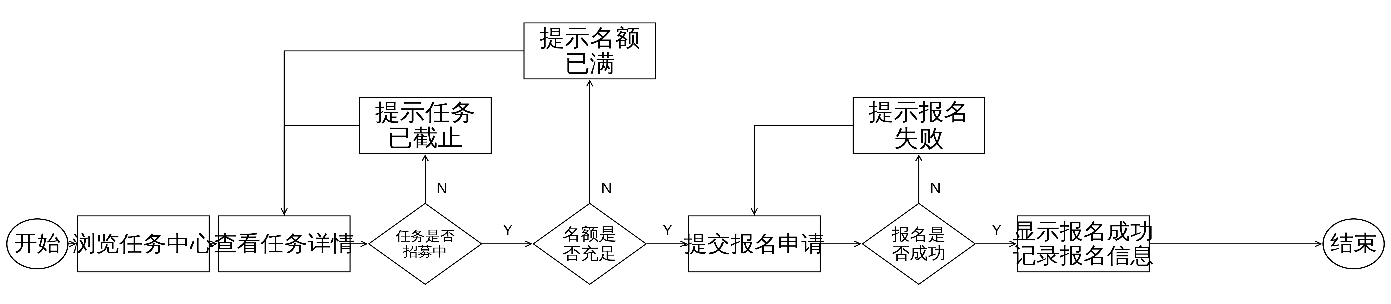 提示名额
已满
提示任务
已截止
提示报名
失败
N
N
N
开始
浏览任务中心
查看任务详情
任务是否
招募中
Y
名额是
否充足
Y
提交报名申请
报名是
否成功
Y
显示报名成功
记录报名信息
结束